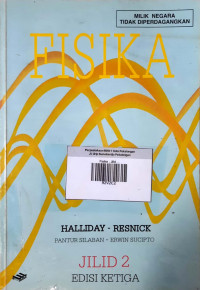 MILIK NEGARA
TIDAK DIPERDAGANGKAN
FISIKA
HALLIDAY - RESNICK
PANTUR SILABAN - ERWIN SUCIPTO
JILID 2
EDISI KETIGA